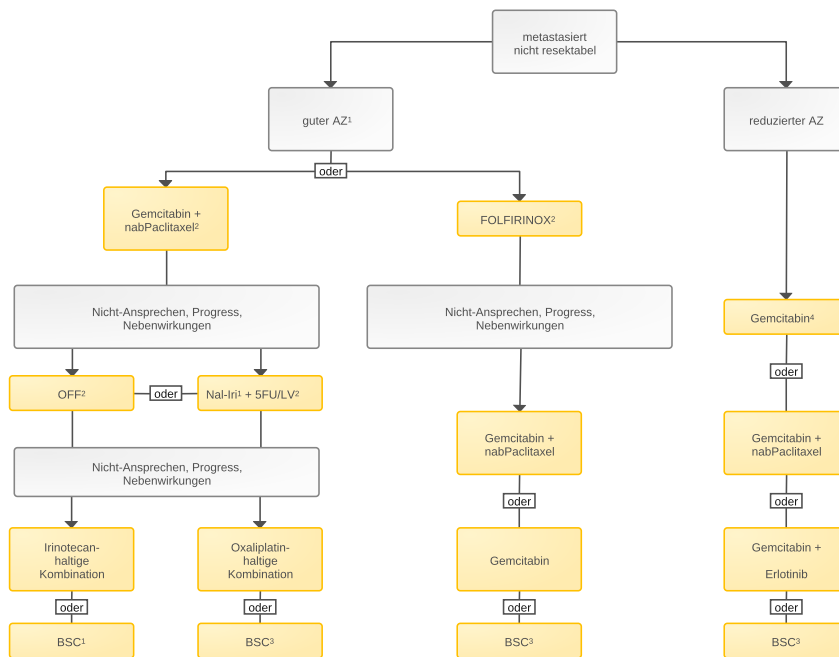 metastasiert
nicht resektabel
guter AZ¹
reduzierter AZ
oder
Gemcitabin +
nabPaclitaxel²
FOLFIRINOX²
Nicht-Ansprechen, Progress,
Nebenwirkungen
Nicht-Ansprechen, Progress,
Nebenwirkungen
Gemcitabin⁴
oder
OFF²
oder
Nal-Iri¹ + 5FU/LV²
Gemcitabin +
nabPaclitaxel
Gemcitabin +
nabPaclitaxel
Nicht-Ansprechen, Progress,
Nebenwirkungen
oder
oder
Irinotecan-
haltige
Kombination
Oxaliplatin-
haltige
Kombination
Gemcitabin
Gemcitabin +
Erlotinib
oder
oder
oder
oder
BSC¹
BSC³
BSC³
BSC³